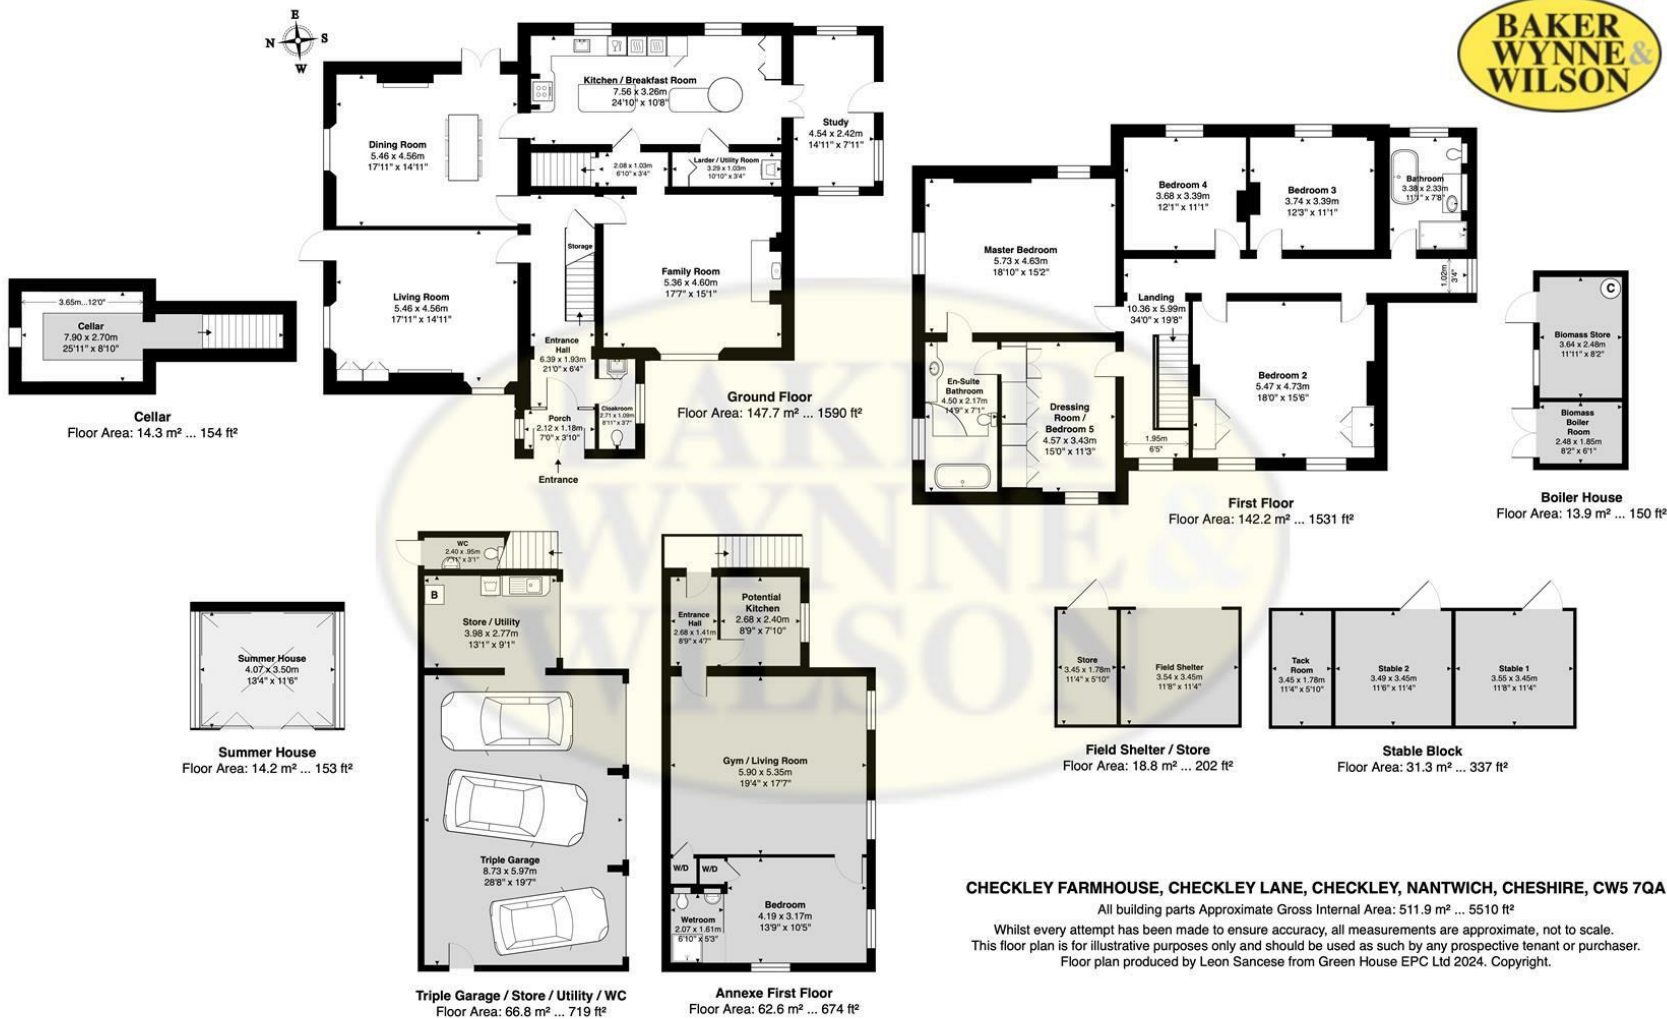 E
N
S
W
BAKER
WYNNE &
WILSON
Kitchen / Breakfast Room
7.56 x 3.26m
24'10" x 10'8"
Dining Room
5.46 x 4.56m
17'11" x 14'11"
Study
4.54 x 2.42m
14'11" x 7'11"
2.08 x 1.03m
6'10" x 3'4"
Larder / Utility Room
3.29 x 1.03m
10'10" x 3'4"
Storage
Family Room
5.36 x 4.60m
17'7" x 15'1"
Living Room
5.46 x 4.56m
17'11" x 14'11"
Entrance
Hall
6.39 x 1.93m
21'0" x 6'4"
Cloakroom
2.71 x 1.09m
8'11" x 3'7"
Porch
2.12 x 1.18m
7'0" x 3'10"
Entrance
Ground Floor
Floor Area: 147.7 m² ... 1590 ft²
3.65m...12'0"
Cellar
7.90 x 2.70m
25'11" x 8'10"
Cellar
Floor Area: 14.3 m² ... 154 ft²
Bedroom 4
3.68 x 3.39m
12'1" x 11'1"
Bedroom 3
3.74 x 3.39m
12'3" x 11'1"
Bathroom
3.38 x 2.33m
11'1" x 7'8"
Master Bedroom
5.73 x 4.63m
18'10" x 15'2"
1.02m
3'4"
Landing
10.36 x 5.99m
34'0" x 19'8"
Bedroom 2
5.47 x 4.73m
18'0" x 15'6"
En-Suite
Bathroom
4.50 x 2.17m
14'9" x 7'1"
Dressing
Room /
Bedroom 5
4.57 x 3.43m
15'0" x 11'3"
1.95m
6'5"
First Floor
Floor Area: 142.2 m² ... 1531 ft²
C
Biomass Store
3.64 x 2.48m
11'11" x 8'2"
Biomass
Boiler
Room
2.48 x 1.85m
8'2" x 6'1"
Boiler House
Floor Area: 13.9 m² ... 150 ft²
BAKER
WYNNE &
WILSON
Summer House
4.07 x 3.50m
13'4" x 11'6"
Summer House
Floor Area: 14.2 m² ... 153 ft²
WC
2.40 x .95m
7'11" x 3'1"
B
Store / Utility
3.98 x 2.77m
13'1" x 9'1"
Triple Garage
8.73 x 5.97m
28'8" x 19'7"
Triple Garage / Store / Utility / WC
Floor Area: 66.8 m² ... 719 ft²
Entrance
Hall
2.68 x 1.41m
8'9" x 4'7"
Potential
Kitchen
2.68 x 2.40m
8'9" x 7'10"
Gym / Living Room
5.90 x 5.35m
19'4" x 17'7"
W/D
W/D
Wetroom
2.07 x 1.61m
6'10" x 5'3"
Bedroom
4.19 x 3.17m
13'9" x 10'5"
Annexe First Floor
Floor Area: 62.6 m² ... 674 ft²
Store
3.45 x 1.78m
11'4" x 5'10"
Field Shelter
3.54 x 3.45m
11'8" x 11'4"
Field Shelter / Store
Floor Area: 18.8 m² ... 202 ft²
Tack
Room
3.45 x 1.78m
11'4" x 5'10"
Stable 2
3.49 x 3.45m
11'6" x 11'4"
Stable 1
3.55 x 3.45m
11'8" x 11'4"
Stable Block
Floor Area: 31.3 m² ... 337 ft²
CHECKLEY FARMHOUSE, CHECKLEY LANE, CHECKLEY, NANTWICH, CHESHIRE, CW5 7QA
All building parts Approximate Gross Internal Area: 511.9 m² ... 5510 ft²
Whilst every attempt has been made to ensure accuracy, all measurements are approximate, not to scale.
This floor plan is for illustrative purposes only and should be used as such by any prospective tenant or purchaser.
Floor plan produced by Leon Sancese from Green House EPC Ltd 2024. Copyright.